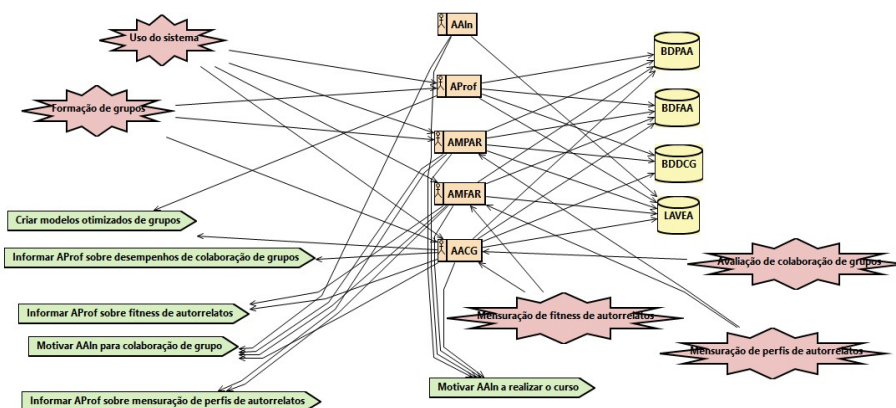 AAln
Uso do sistema
BDPAA
AProf
Formação de grupos
BDFAA
AMPAR
BDDCG
AMFAR
LAVEA
Criar modelos otimizados de grupos
AACG
Informar AProf sobre desempenhos de colaboração de grupos
Avaliação de colaboração de grupos
Informar AProf sobre fitness de autorrelatos
Mensuração de fitness de autorrelatos
Motivar AAln para colaboração de grupo
Mensuração de perfis de autorrelatos
Motivar AAln a realizar o curso
Informar AProf sobre mensuração de perfis de autorrelatos